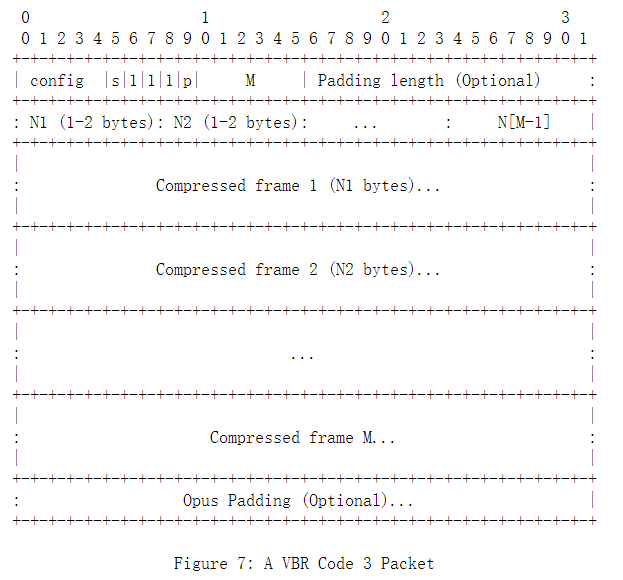 0                   1                   2                   3
 0 1 2 3 4 5 6 7 8 9 0 1 2 3 4 5 6 7 8 9 0 1 2 3 4 5 6 7 8 9 0 1
+-+-+-+-+-+-+-+-+-+-+-+-+-+-+-+-+-+-+-+-+-+-+-+-+-+-+-+-+-+-+-+-+
| config  |s|1|1|1|p|     M     | Padding length (Optional)     :
+-+-+-+-+-+-+-+-+-+-+-+-+-+-+-+-+-+-+-+-+-+-+-+-+-+-+-+-+-+-+-+-+
: N1 (1-2 bytes): N2 (1-2 bytes):     ...       :     N[M-1]    |
+-+-+-+-+-+-+-+-+-+-+-+-+-+-+-+-+-+-+-+-+-+-+-+-+-+-+-+-+-+-+-+-+
|                                                               |
:               Compressed frame 1 (N1 bytes)...                :
|                                                               |
+-+-+-+-+-+-+-+-+-+-+-+-+-+-+-+-+-+-+-+-+-+-+-+-+-+-+-+-+-+-+-+-+
|                                                               |
:               Compressed frame 2 (N2 bytes)...                :
|                                                               |
+-+-+-+-+-+-+-+-+-+-+-+-+-+-+-+-+-+-+-+-+-+-+-+-+-+-+-+-+-+-+-+-+
|                                                               |
:                              ...                              :
|                                                               |
+-+-+-+-+-+-+-+-+-+-+-+-+-+-+-+-+-+-+-+-+-+-+-+-+-+-+-+-+-+-+-+-+
|                                                               |
:                     Compressed frame M...                     :
|                                                               |
+-+-+-+-+-+-+-+-+-+-+-+-+-+-+-+-+-+-+-+-+-+-+-+-+-+-+-+-+-+-+-+-+
:                  Opus Padding (Optional)...                   |
+-+-+-+-+-+-+-+-+-+-+-+-+-+-+-+-+-+-+-+-+-+-+-+-+-+-+-+-+-+-+-+-+
                 Figure 7: A VBR Code 3 Packet